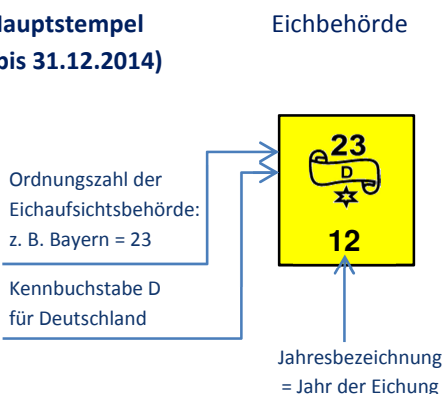 Hauptstempel
bis 31.12.2014)
Eichbehörde
Ordnungszahl der
Eichaufsichtsbehörde:
z. B. Bayern = 23
Kennbuchstabe D
für Deutschland
23
D
12
Jahresbezeichnung
= Jahr der Eichung